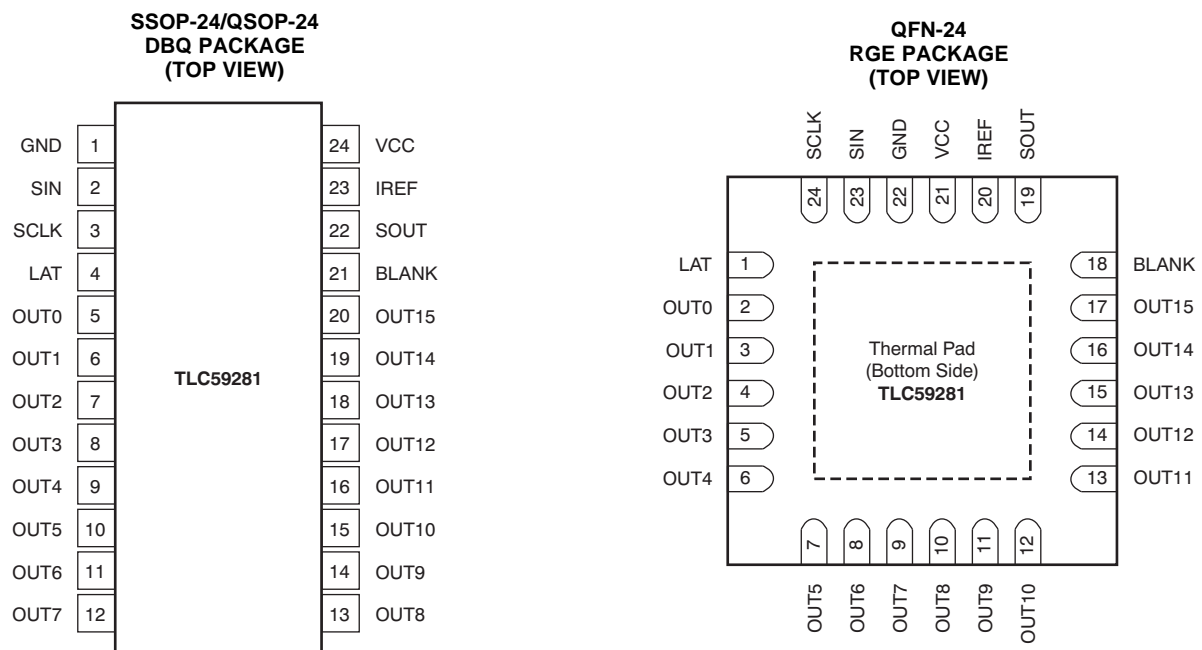 SSOP-24/QSOP-24
DBQ PACKAGE
(TOP VIEW)
GND 1
SIN 2
SCLK 3
LAT 4
OUT0 5
OUT1 6
OUT2 7
OUT3 8
OUT4 9
OUT5 10
OUT6 11
OUT7 12
TLC59281
24 VCC
23 IREF
22 SOUT
21 BLANK
20 OUT15
19 OUT14
18 OUT13
17 OUT12
16 OUT11
15 OUT10
14 OUT9
13 OUT8
QFN-24
RGE PACKAGE
(TOP VIEW)
SCLK SIN GND VCC IREF SOUT
24 23 22 21 20 19
LAT 1
OUT0 2
OUT1 3
OUT2 4
OUT3 5
OUT4 6
Thermal Pad
(Bottom Side)
TLC59281
18 BLANK
17 OUT15
16 OUT14
15 OUT13
14 OUT12
13 OUT11
7 8 9 10 11 12
OUT5 OUT6 OUT7 OUT8 OUT9 OUT10